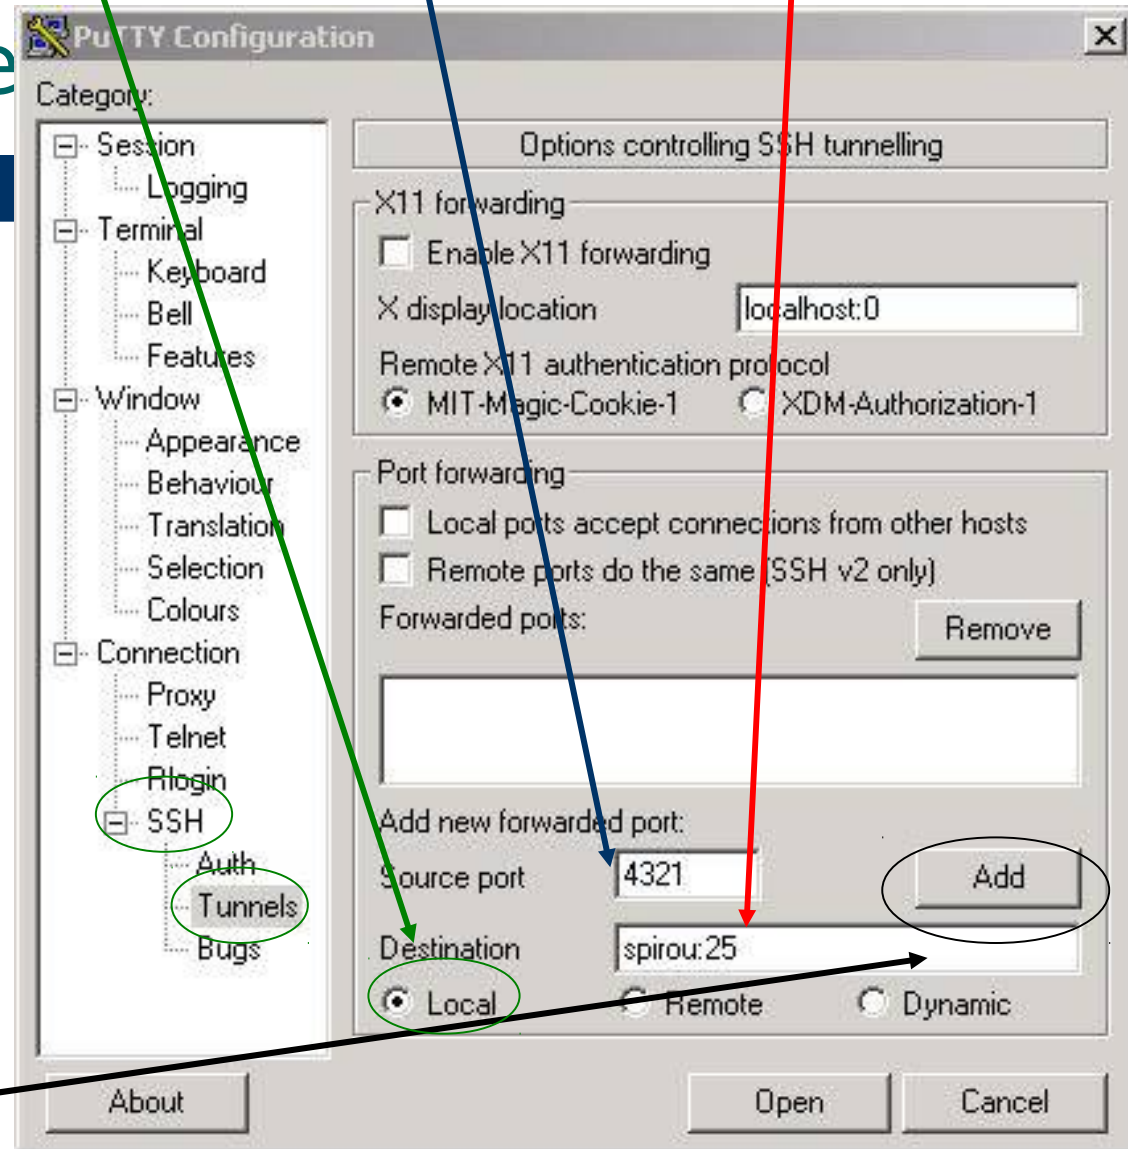 e
PuTTY Configuration
Category:
Session
Logging
Terminal
Keyboard
Bell
Features
Window
Appearance
Behaviour
Translation
Selection
Colours
Connection
Proxy
Telnet
Rlogin
SSH
Auth
Tunnels
Bugs
Options controlling SSH tunnelling
X11 forwarding
Enable X11 forwarding
X display location localhost:0
Remote X11 authentication protocol
MIT-Magic-Cookie-1 XDM-Authorization-1
Port forwarding
Local ports accept connections from other hosts
Remote ports do the same (SSH v2 only)
Forwarded ports: Remove
Add new forwarded port:
Source port 4321 Add
Destination spirou:25
Local Remote Dynamic
About Open Cancel